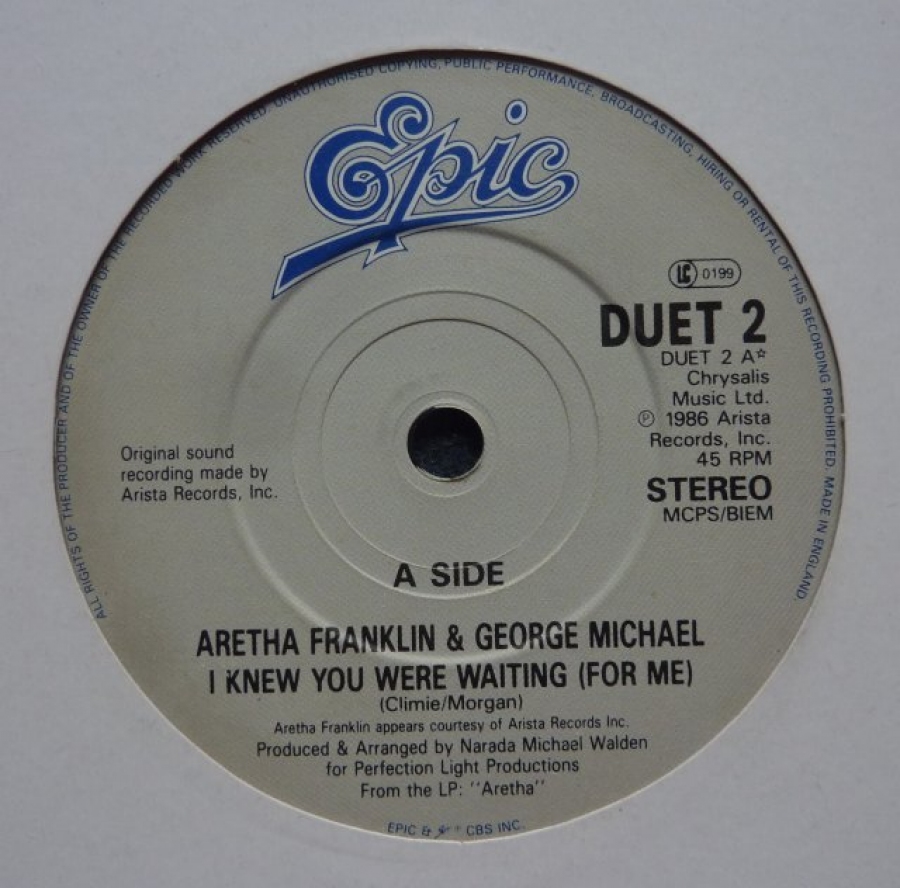 ALL RIGHTS OF THE PRODUCER AND OF THE OWNER OF THE RECORDED WORK RESERVED. UNAUTHORISED COPYING, PUBLIC PERFORMANCE, BROADCASTING, HIRING OR RENTAL OF THIS RECORDING PROHIBITED. MADE IN ENGLAND.
Epic
LC 0199
DUET 2
DUET 2 A☆
Chrysalis
Music Ltd.
℗ 1986 Arista
Records, Inc.
45 RPM
STEREO
MCPS/BIEM
Original sound
recording made by
Arista Records, Inc.
A SIDE
ARETHA FRANKLIN & GEORGE MICHAEL
I KNEW YOU WERE WAITING (FOR ME)
(Climie/Morgan)
Aretha Franklin appears courtesy of Arista Records Inc.
Produced & Arranged by Narada Michael Walden
for Perfection Light Productions
From the LP: ''Aretha''
EPIC & CBS INC.